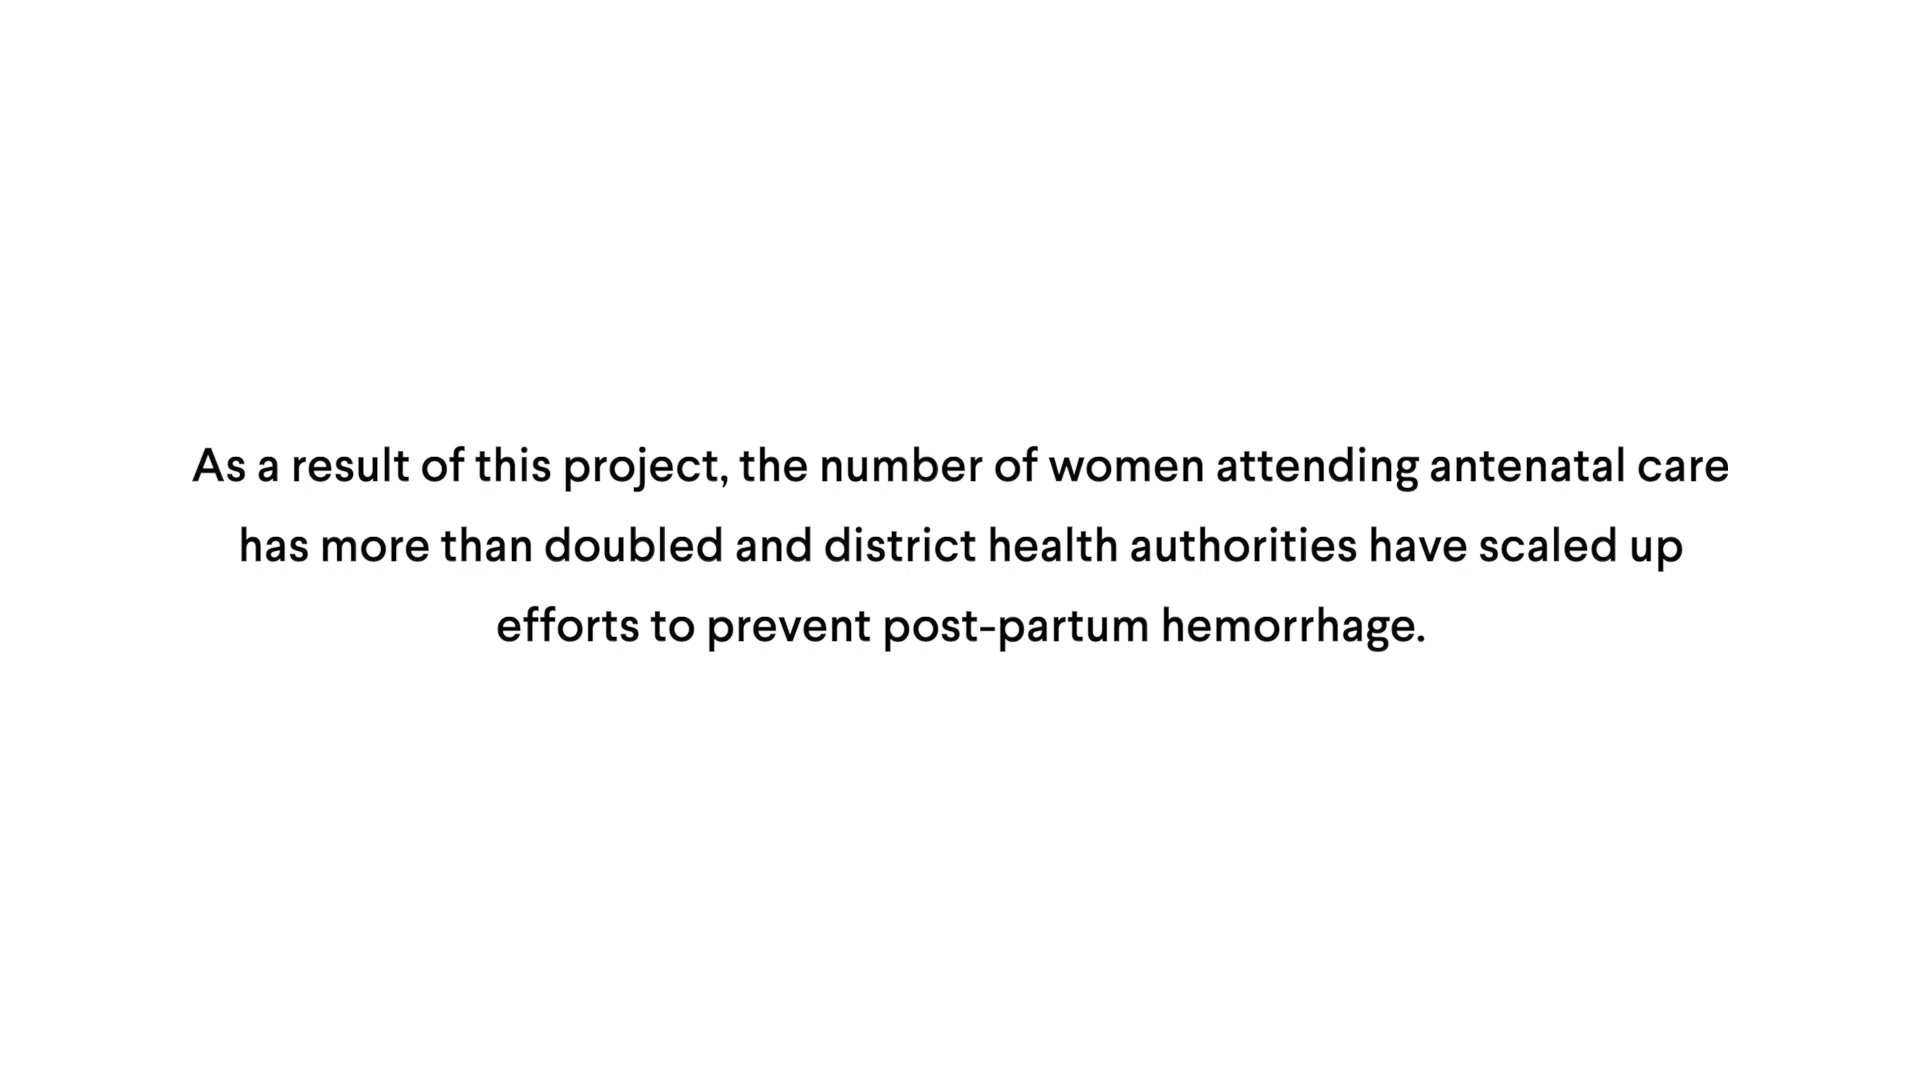 As a result of this project, the number of women attending antenatal care
has more than doubled and district health authorities have scaled up
efforts to prevent post-partum hemorrhage.